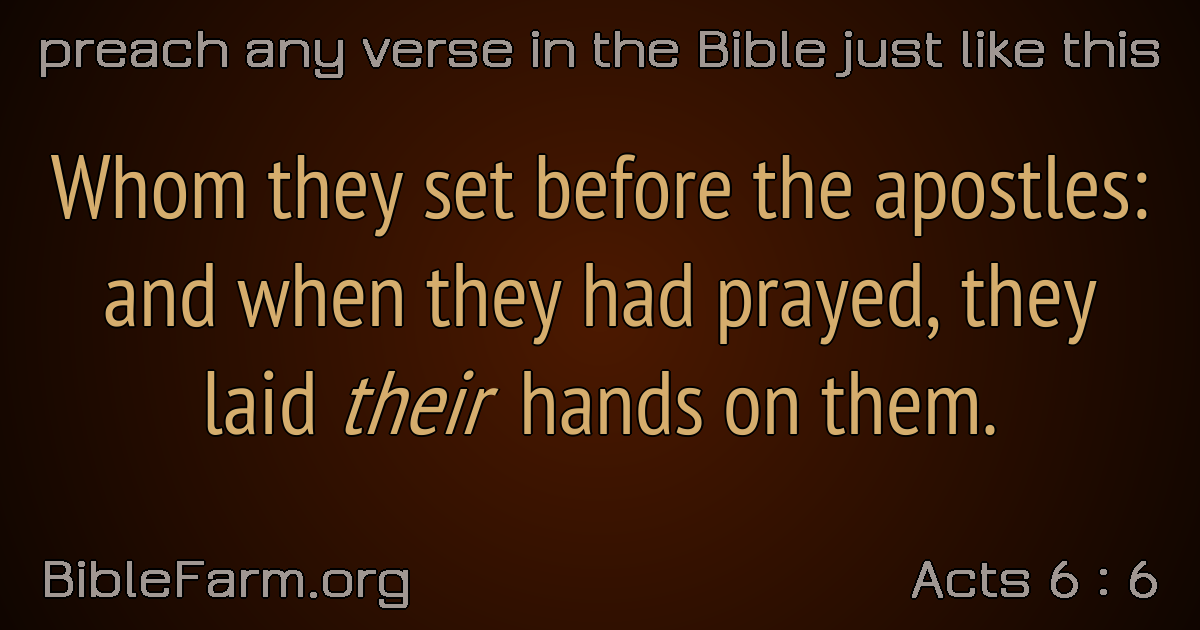 preach any verse in the Bible just like this
Whom they set before the apostles:
and when they had prayed, they
laid their hands on them.
BibleFarm.org
Acts 6 : 6